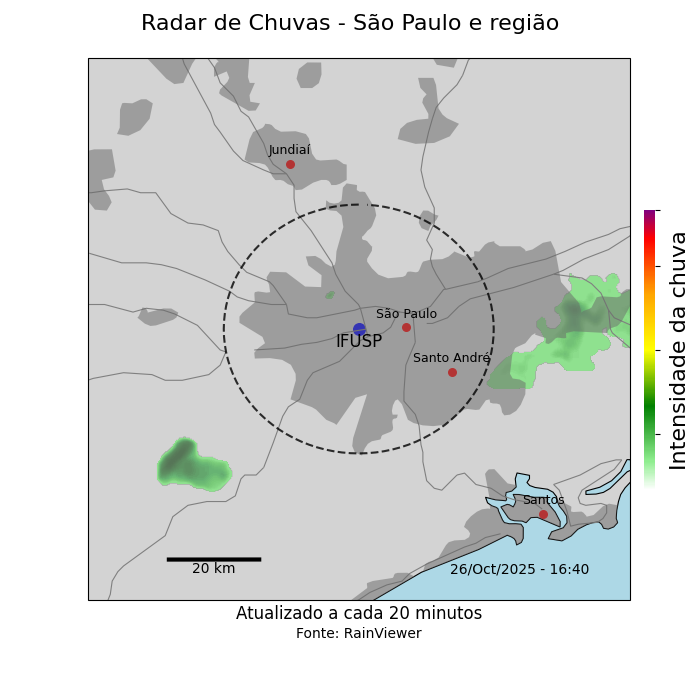 Radar de Chuvas - São Paulo e região
Jundiaí
São Paulo
IFUSP
Santo André
Santos
20 km
26/Oct/2025 - 16:40
Intensidade da chuva
Atualizado a cada 20 minutos
Fonte: RainViewer